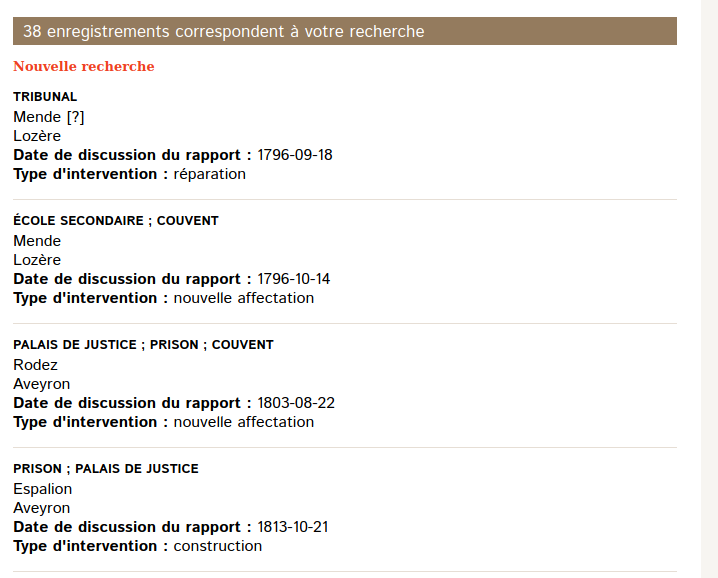 38 enregistrements correspondent à votre recherche
Nouvelle recherche
TRIBUNAL
Mende [?]
Lozère
Date de discussion du rapport : 1796-09-18
Type d'intervention : réparation
ÉCOLE SECONDAIRE ; COUVENT
Mende
Lozère
Date de discussion du rapport : 1796-10-14
Type d'intervention : nouvelle affectation
PALAIS DE JUSTICE ; PRISON ; COUVENT
Rodez
Aveyron
Date de discussion du rapport : 1803-08-22
Type d'intervention : nouvelle affectation
PRISON ; PALAIS DE JUSTICE
Espalion
Aveyron
Date de discussion du rapport : 1813-10-21
Type d'intervention : construction